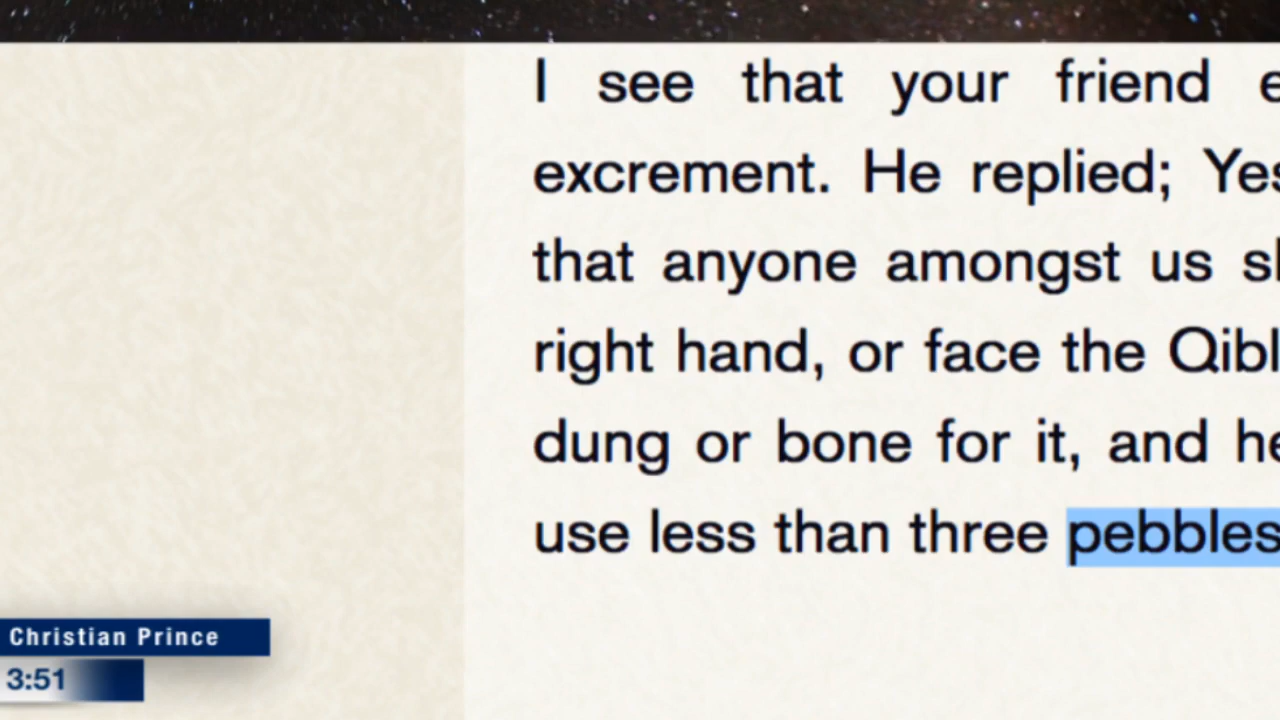 I see that your friend
excrement. He replied; Yes
that anyone amongst us
right hand, or face the
dung or bone for it, and
use less than three pebbles
Christian Prince
3:51